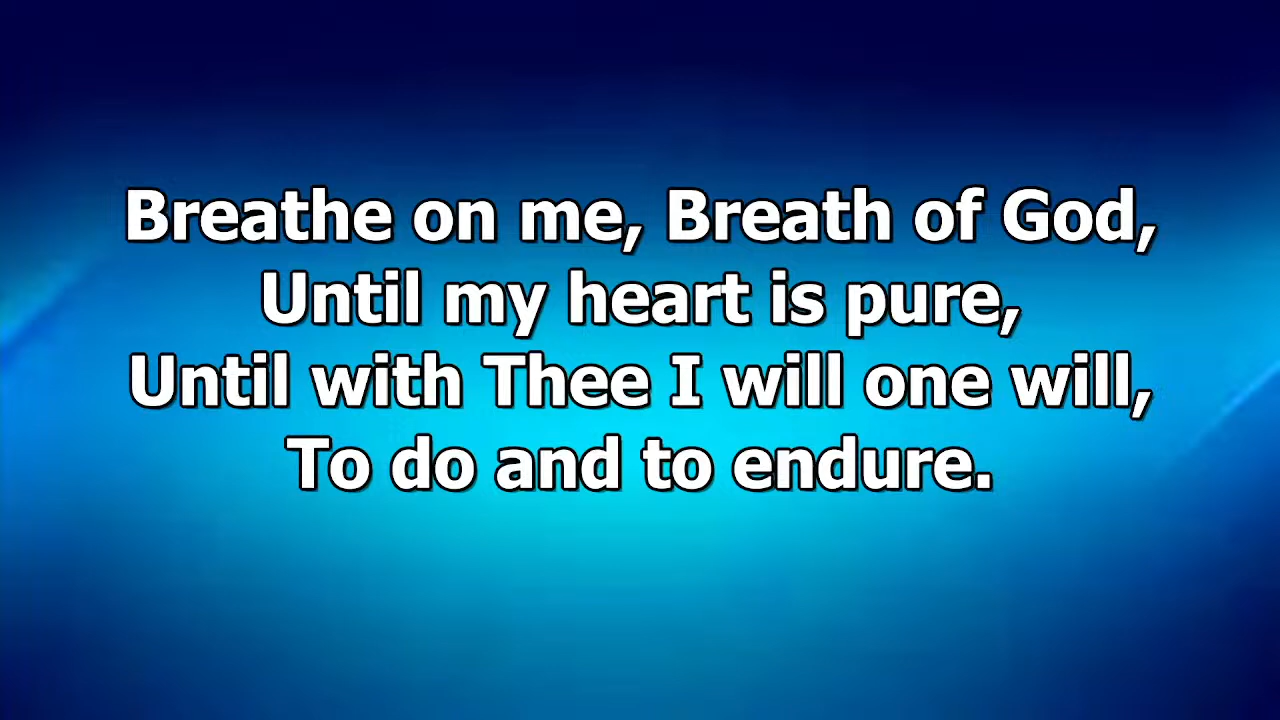 Breathe on me, Breath of God,
Until my heart is pure,
Until with Thee I will one will,
To do and to endure.